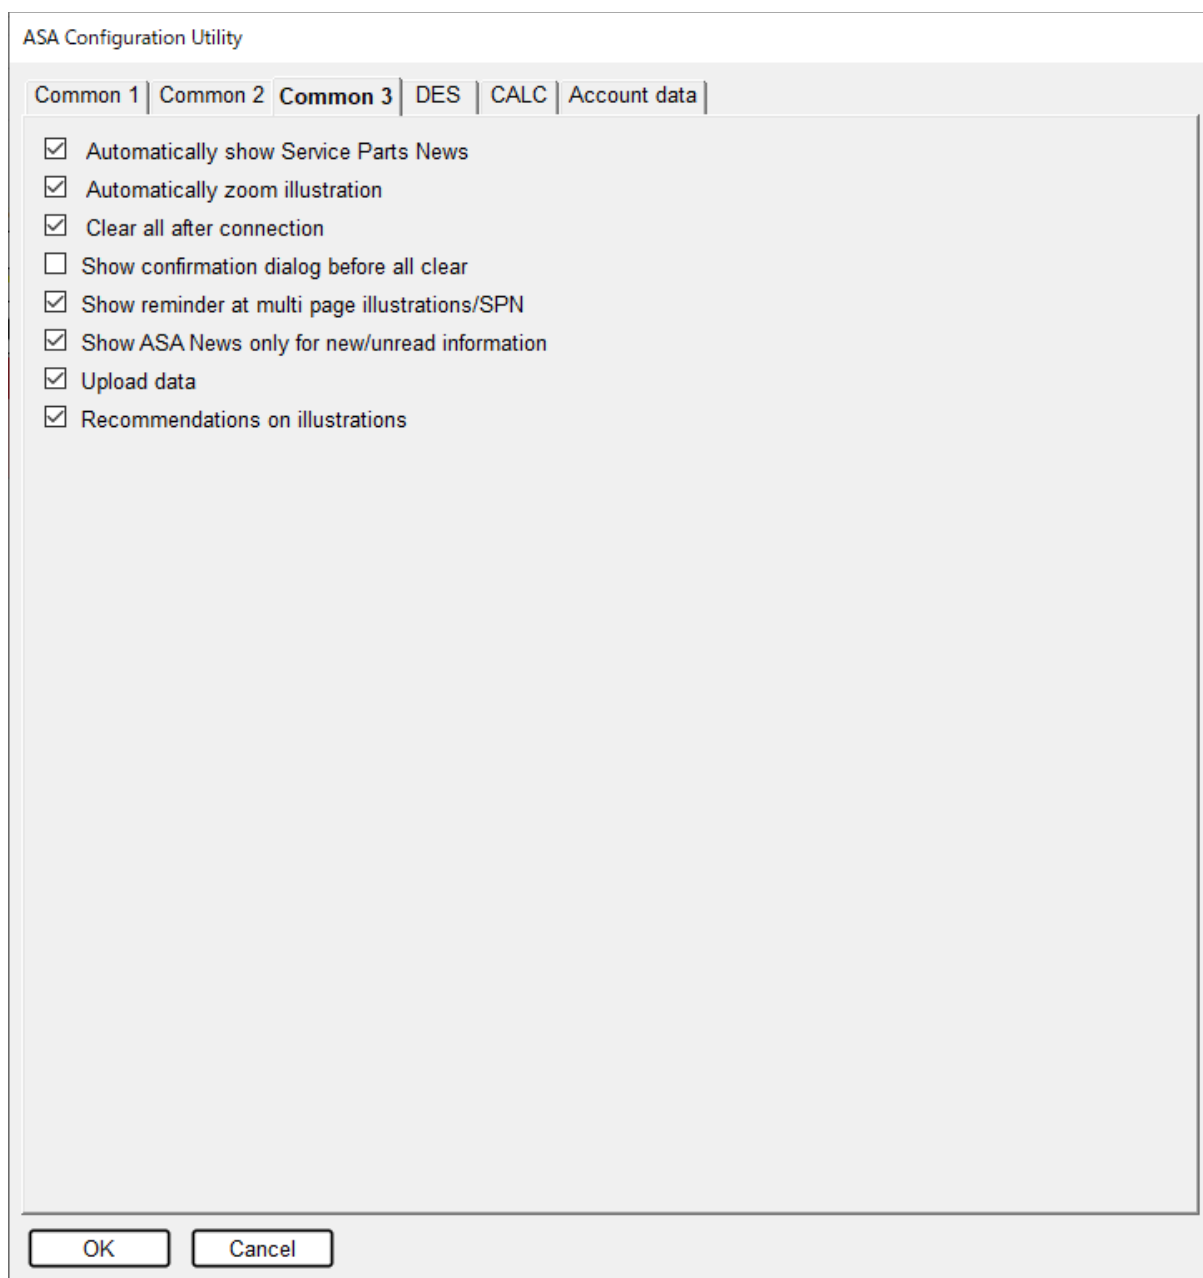 ASA Configuration Utility
Common 1 Common 2 Common 3 DES CALC Account data
Automatically show Service Parts News
Automatically zoom illustration
Clear all after connection
Show confirmation dialog before all clear
Show reminder at multi page illustrations/SPN
Show ASA News only for new/unread information
Upload data
Recommendations on illustrations
OK Cancel